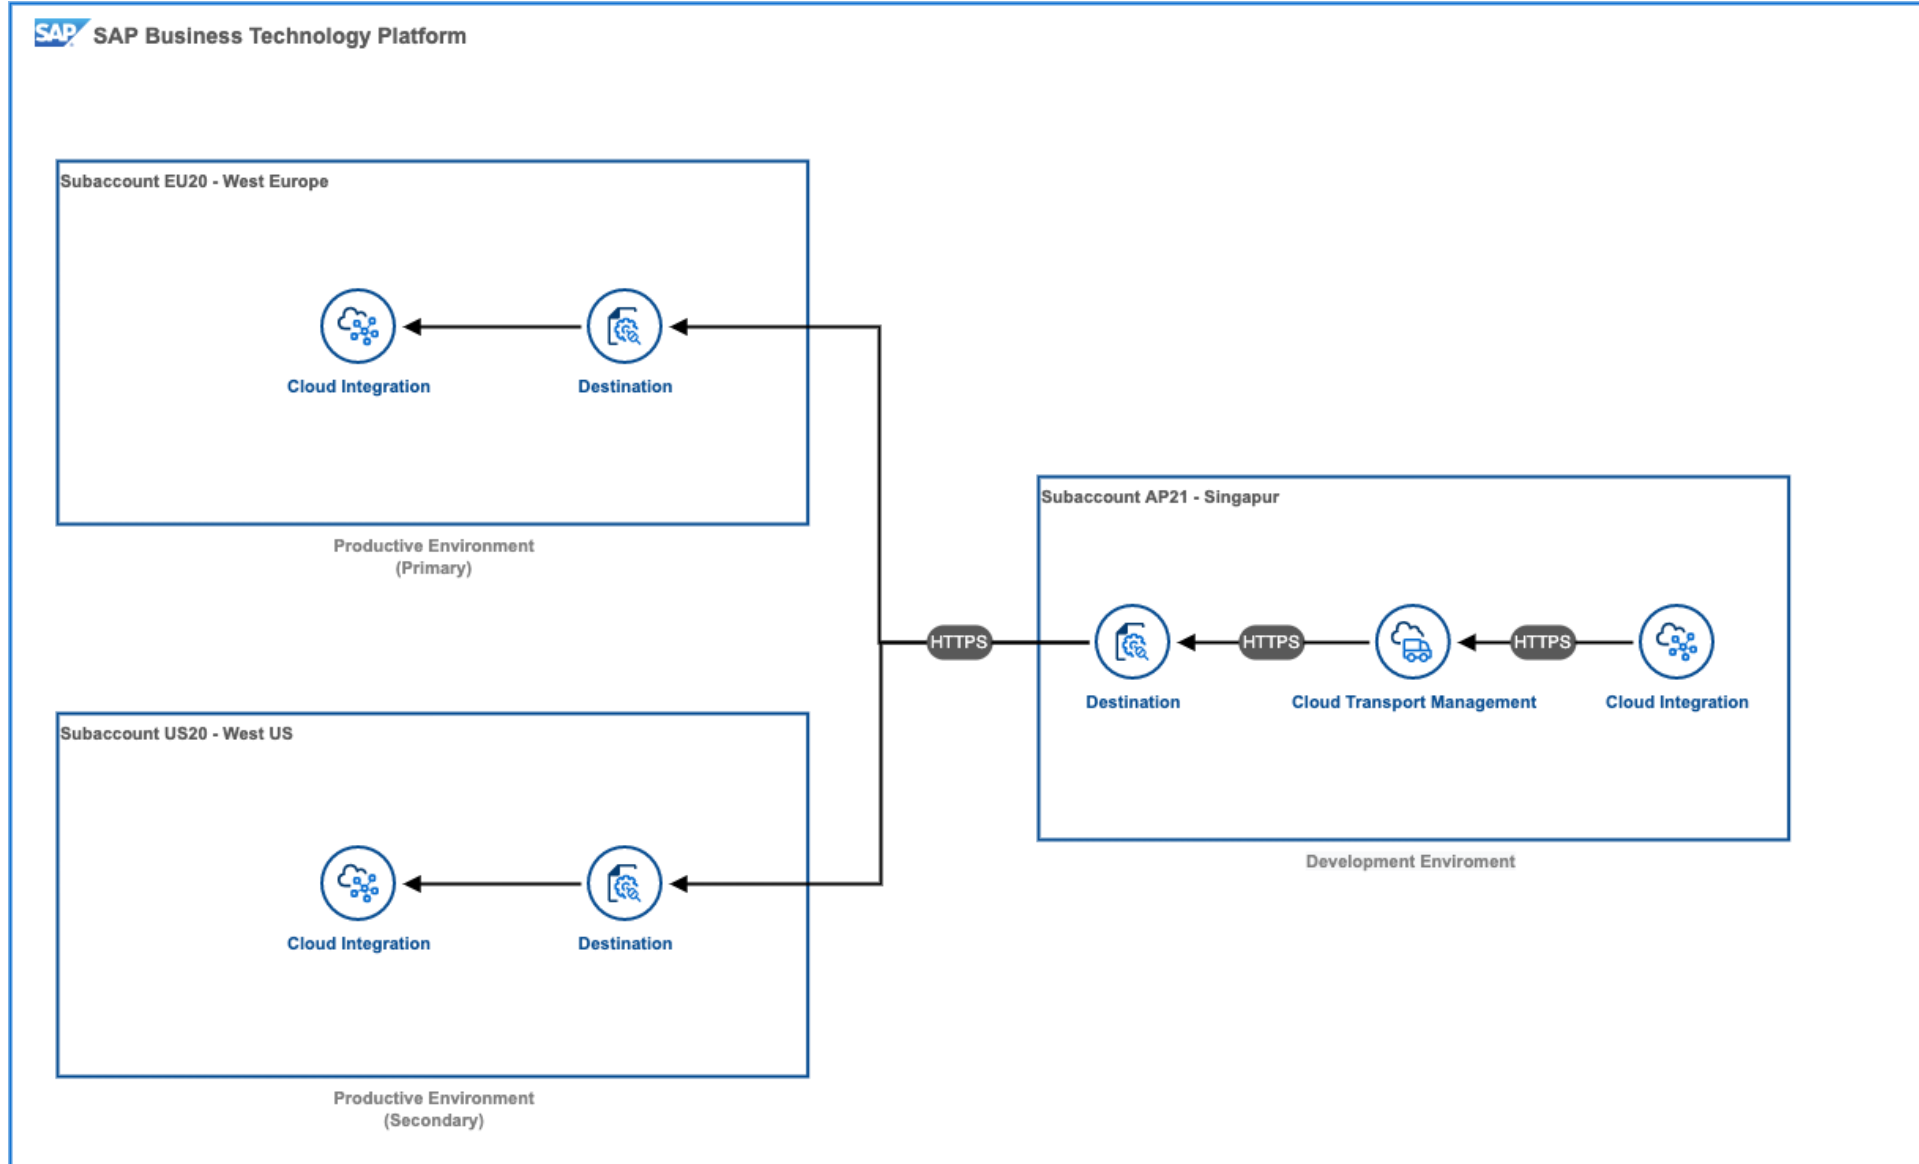 SAP SAP Business Technology Platform
Subaccount EU20 - West Europe
Cloud Integration
Destination
Productive Environment
(Primary)
Subaccount AP21 - Singapur
HTTPS
HTTPS
HTTPS
Destination
Cloud Transport Management
Cloud Integration
Development Enviroment
Subaccount US20 - West US
Cloud Integration
Destination
Productive Environment
(Secondary)